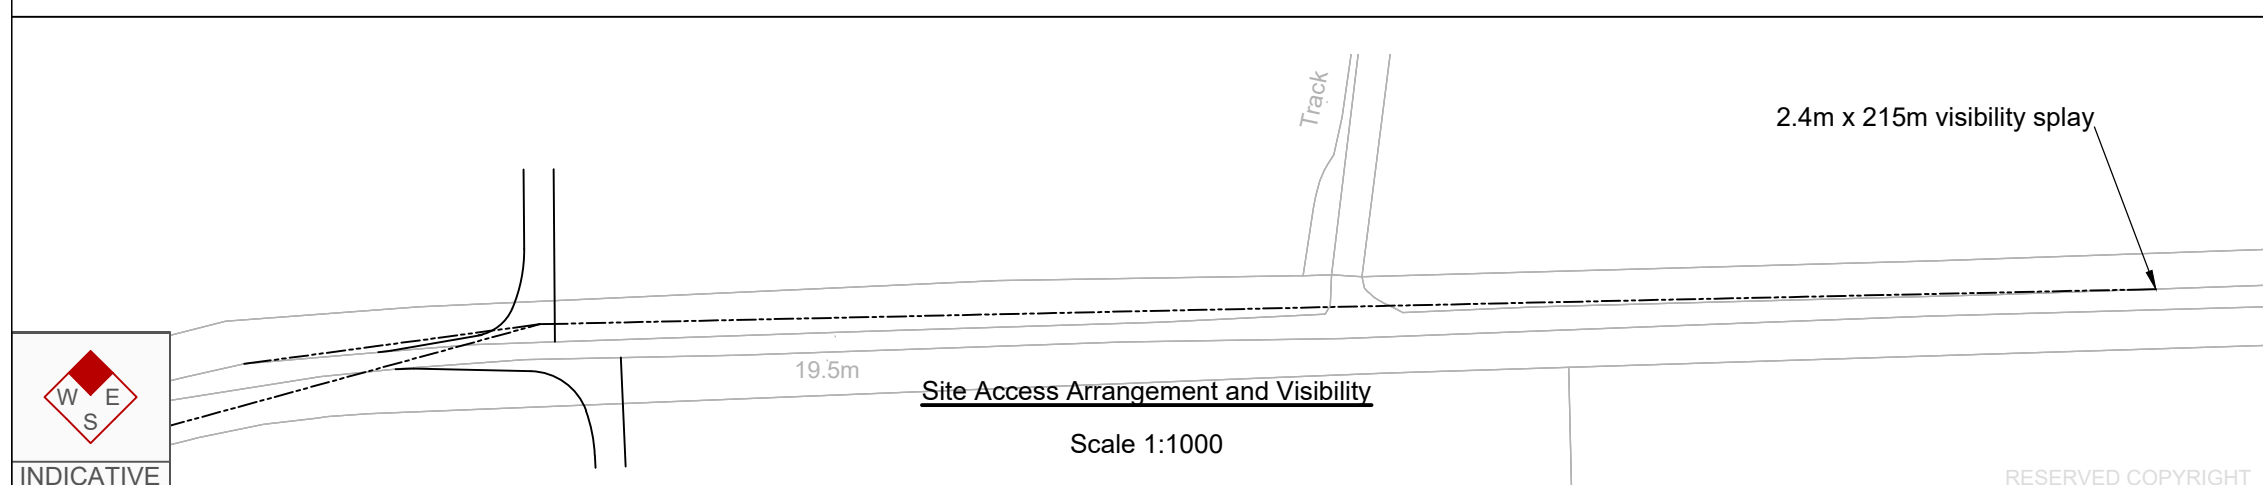 Track
2.4m x 215m visibility splay
19.5m
Site Access Arrangement and Visibility
Scale 1:1000
W E
S
INDICATIVE
RESERVED COPYRIGHT